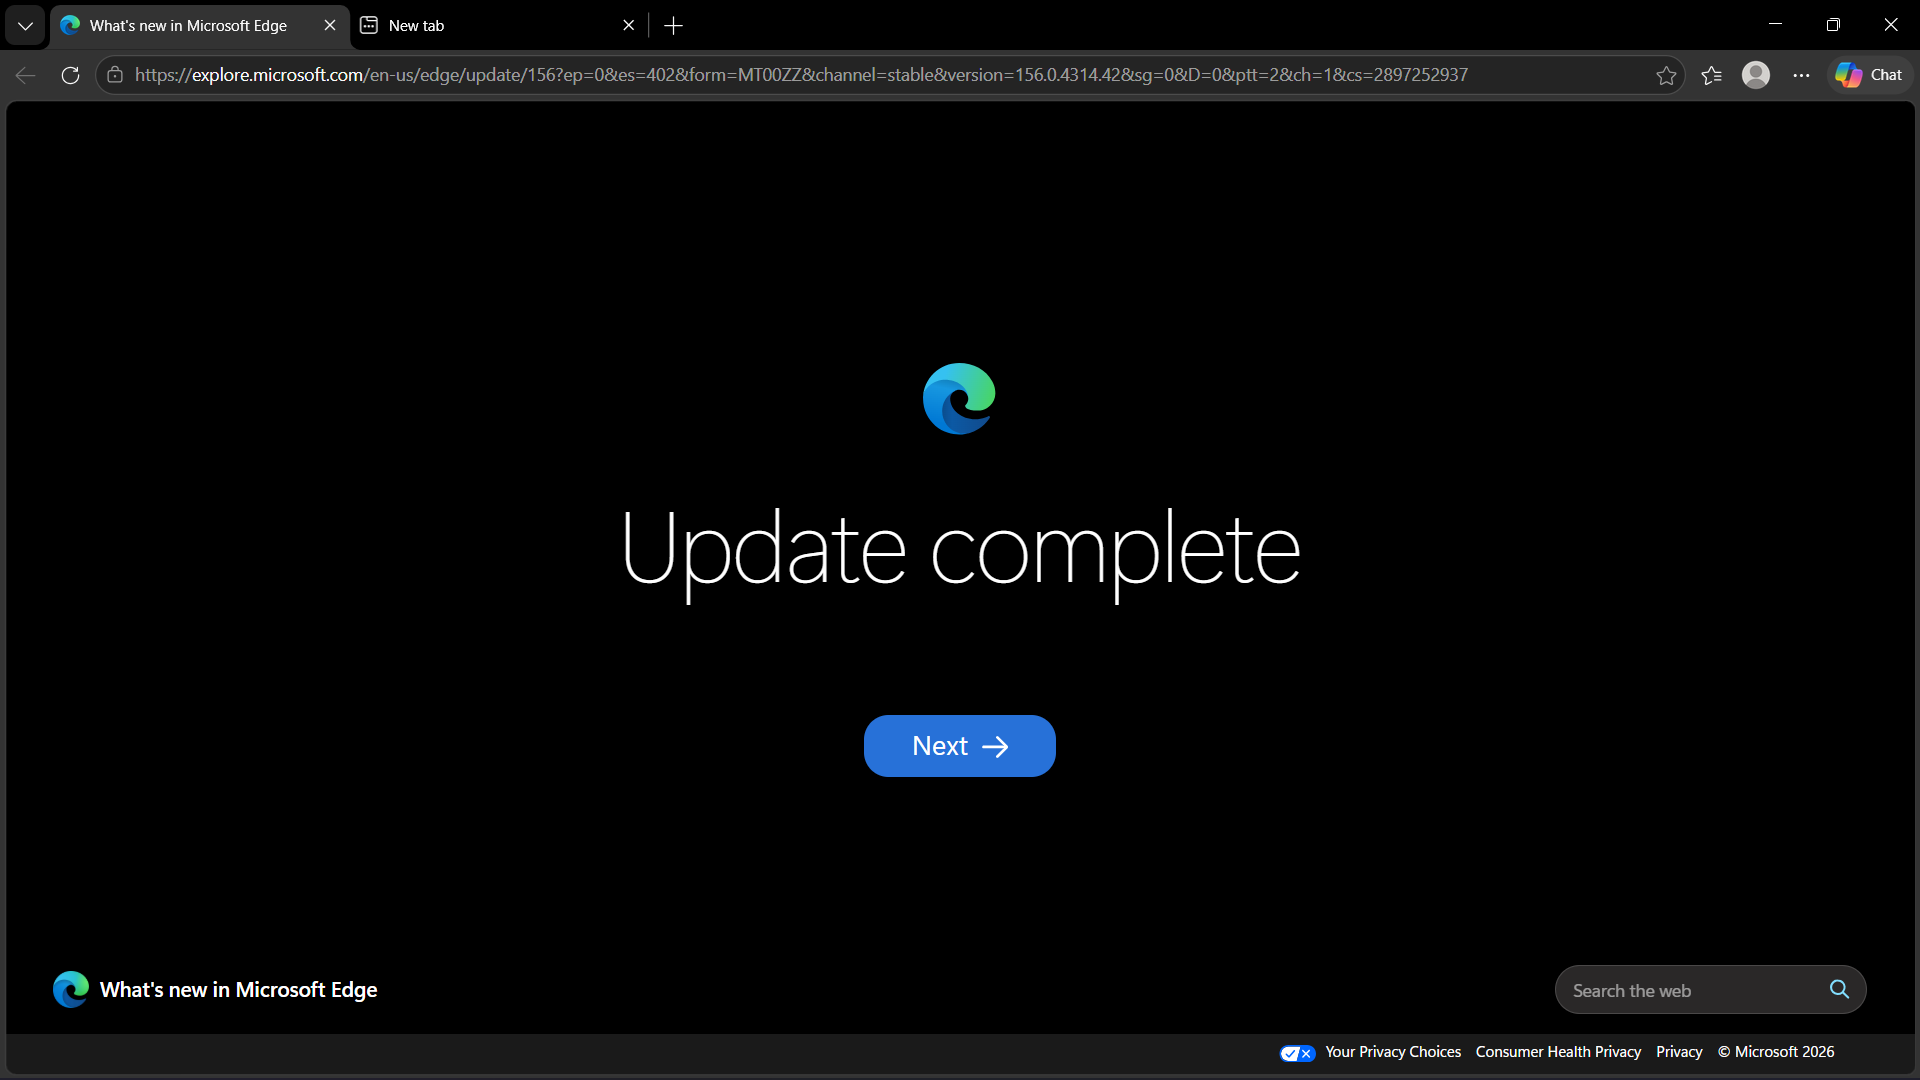 What's new in Microsoft Edge
New tab
https://explore.microsoft.com/en-us/edge/update/156?ep=0&es=402&form=MT00ZZ&channel=stable&version=156.0.4314.42&sg=0&D=0&ptt=2&ch=1&cs=2897252937
Chat
Update complete
Next
What's new in Microsoft Edge
Search the web
Your Privacy Choices Consumer Health Privacy Privacy © Microsoft 2026